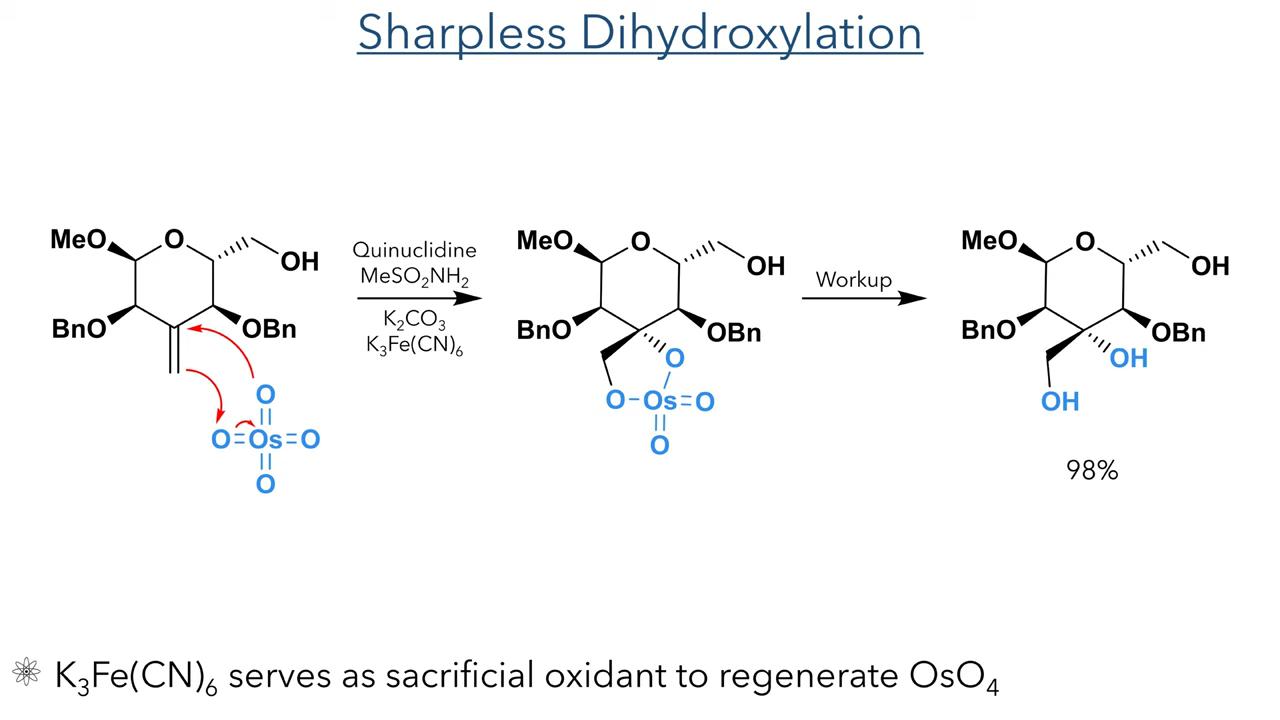 Sharpless Dihydroxylation
MeO O OH
BnO OBn
O
O=Os=O
O
Quinuclidine
MeSO₂NH₂
K₂CO₃
K₃Fe(CN)₆
MeO O OH
BnO OBn
O
O-Os=O
O
Workup
MeO O OH
BnO OBn
OH
OH
98%
K₃Fe(CN)₆ serves as sacrificial oxidant to regenerate OsO₄